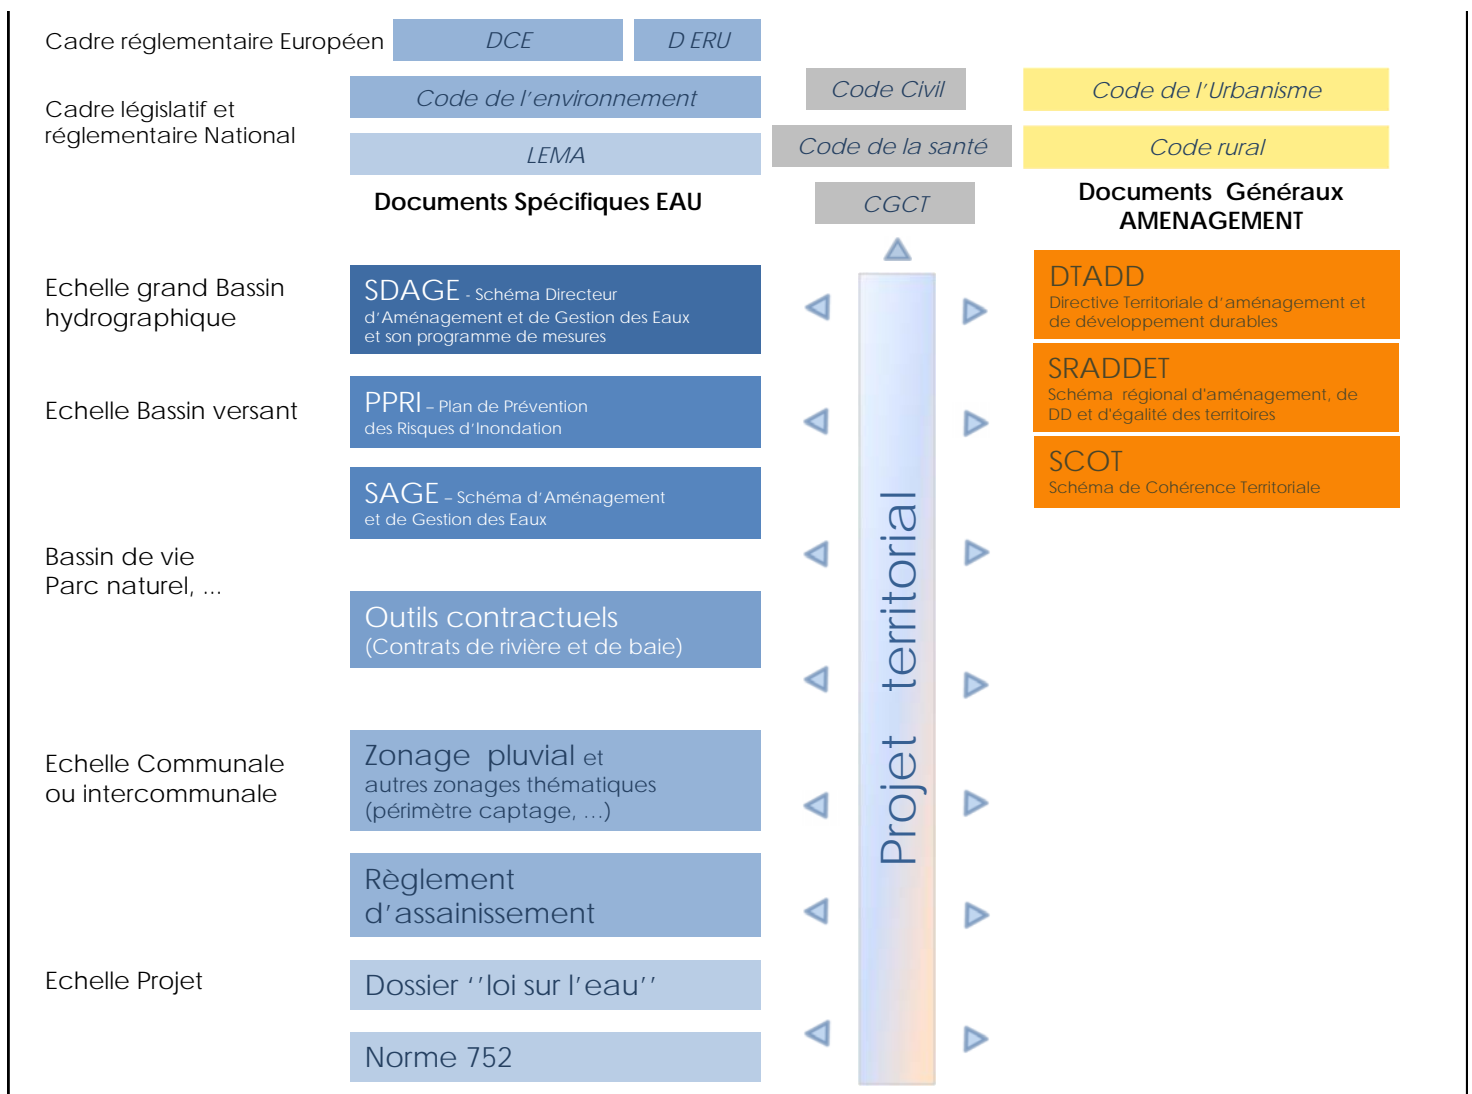 Cadre réglementaire Européen
DCE
D ERU
Cadre législatif et
réglementaire National
Code de l'environnement
LEMA
Code Civil
Code de la santé
CGCT
Code de l'Urbanisme
Code rural
Documents Spécifiques EAU
Documents Généraux
AMENAGEMENT
Echelle grand Bassin
hydrographique
SDAGE - Schéma Directeur
d'Aménagement et de Gestion des Eaux
et son programme de mesures
DTADD
Directive Territoriale d'aménagement et
de développement durables
SRADDET
Schéma régional d'aménagement, de
DD et d'égalité des territoires
SCOT
Schéma de Cohérence Territoriale
Echelle Bassin versant
PPRI – Plan de Prévention
des Risques d'Inondation
SAGE – Schéma d'Aménagement
et de Gestion des Eaux
Bassin de vie
Parc naturel, ...
Outils contractuels
(Contrats de rivière et de baie)
Projet territorial
Echelle Communale
ou intercommunale
Zonage pluvial et
autres zonages thématiques
(périmètre captage, ...)
Règlement
d'assainissement
Echelle Projet
Dossier ''loi sur l'eau''
Norme 752